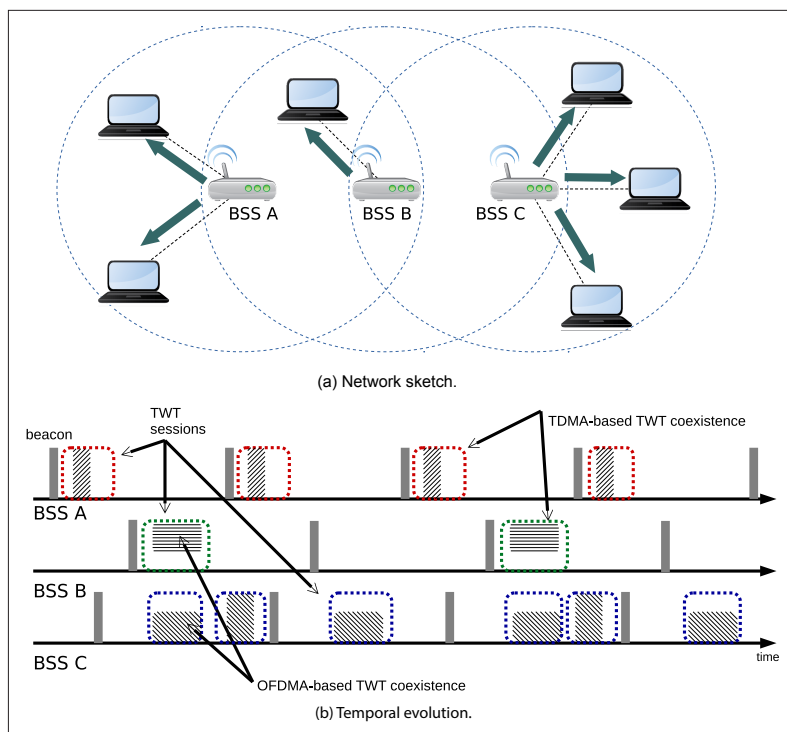 BSS A
BSS B
BSS C
(a) Network sketch.
TWT
sessions
TDMA-based TWT coexistence
beacon
BSS A
BSS B
BSS C
time
OFDMA-based TWT coexistence
(b) Temporal evolution.